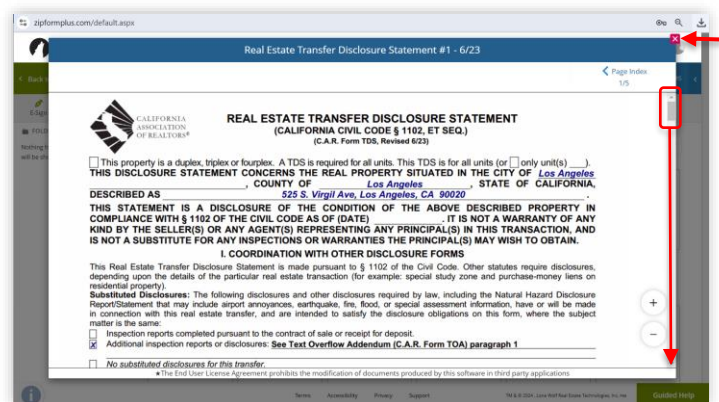 zipformplus.com/default.aspx
Real Estate Transfer Disclosure Statement #1 - 6/23
Page Index
1/5
Back
E-Sign
CALIFORNIA
ASSOCIATION
OF REALTORS®
REAL ESTATE TRANSFER DISCLOSURE STATEMENT
(CALIFORNIA CIVIL CODE § 1102, ET SEQ.)
(C.A.R. Form TDS, Revised 6/23)
This property is a duplex, triplex or fourplex. A TDS is required for all units. This TDS is for all units (or only unit(s) ___).
THIS DISCLOSURE STATEMENT CONCERNS THE REAL PROPERTY SITUATED IN THE CITY OF Los Angeles
, COUNTY OF Los Angeles , STATE OF CALIFORNIA,
DESCRIBED AS 525 S. Virgil Ave, Los Angeles, CA 90020 .
THIS STATEMENT IS A DISCLOSURE OF THE CONDITION OF THE ABOVE DESCRIBED PROPERTY IN
COMPLIANCE WITH § 1102 OF THE CIVIL CODE AS OF (DATE) ____________ . IT IS NOT A WARRANTY OF ANY
KIND BY THE SELLER(S) OR ANY AGENT(S) REPRESENTING ANY PRINCIPAL(S) IN THIS TRANSACTION, AND
IS NOT A SUBSTITUTE FOR ANY INSPECTIONS OR WARRANTIES THE PRINCIPAL(S) MAY WISH TO OBTAIN.
I. COORDINATION WITH OTHER DISCLOSURE FORMS
This Real Estate Transfer Disclosure Statement is made pursuant to § 1102 of the Civil Code. Other statutes require disclosures,
depending upon the details of the particular real estate transaction (for example: special study zone and purchase-money liens on
residential property).
Substituted Disclosures: The following disclosures and other disclosures required by law, including the Natural Hazard Disclosure
Report/Statement that may include airport annoyances, earthquake, fire, flood, or special assessment information, have or will be made
in connection with this real estate transfer, and are intended to satisfy the disclosure obligations on this form, where the subject
matter is the same:
Inspection reports completed pursuant to the contract of sale or receipt for deposit.
X Additional inspection reports or disclosures: See Text Overflow Addendum (C.A.R. Form TOA) paragraph 1
No substituted disclosures for this transfer.
★The End User License Agreement prohibits the modification of documents produced by this software in third party applications
Terms Accessibility Privacy Support
Guided Help